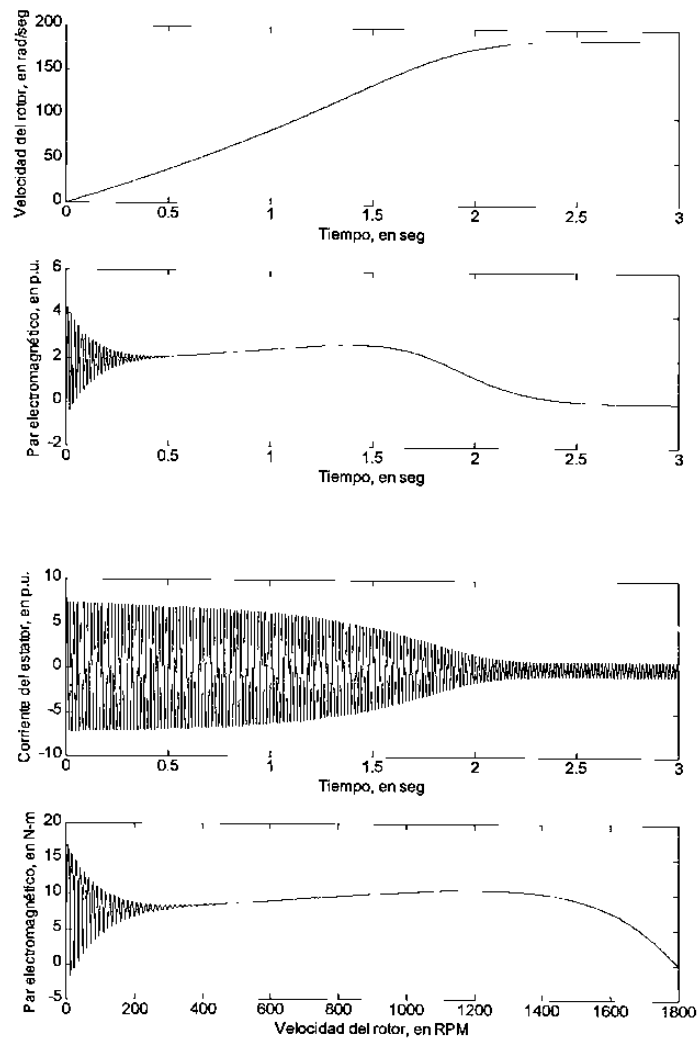 200
150
100
50
0
Velocidad del rotor, en rad/seg
0 0.5 1 1.5 2 2.5 3
Tiempo, en seg
6
4
2
0
-2
Par electromagnético, en p.u.
0 0.5 1 1.5 2 2.5 3
Tiempo, en seg
10
5
0
-5
-10
Corriente del estator, en p.u.
0 0.5 1 1.5 2 2.5 3
Tiempo, en seg
20
15
10
5
0
-5
Par electromagnético, en N-m
0 200 400 600 800 1000 1200 1400 1600 1800
Velocidad del rotor, en RPM